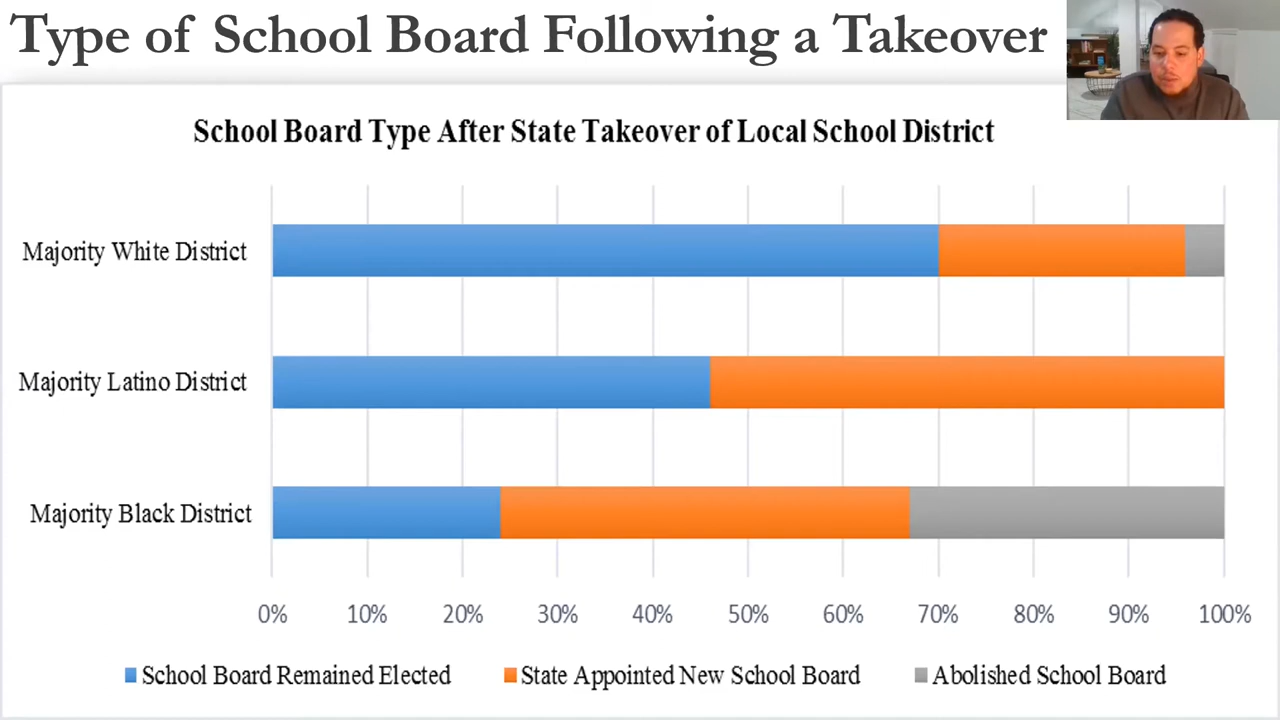 Type of School Board Following a Takeover
School Board Type After State Takeover of Local School District
Majority White District
Majority Latino District
Majority Black District
0% 10% 20% 30% 40% 50% 60% 70% 80% 90% 100%
School Board Remained Elected State Appointed New School Board Abolished School Board